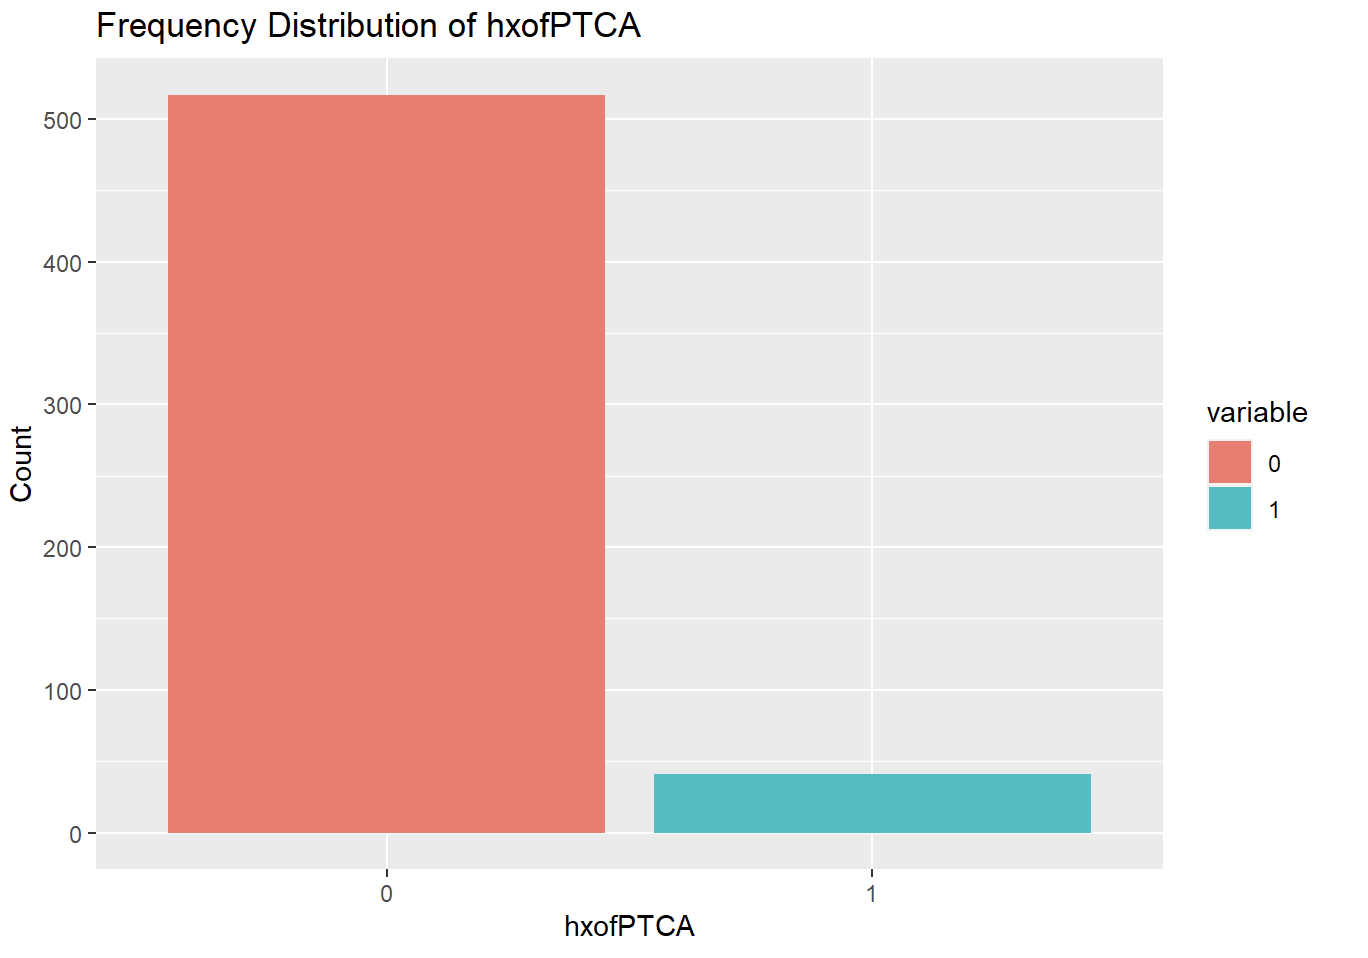 Frequency Distribution of hxofPTCA
500
400
300
200
100
0
Count
0
1
hxofPTCA
variable
0
1